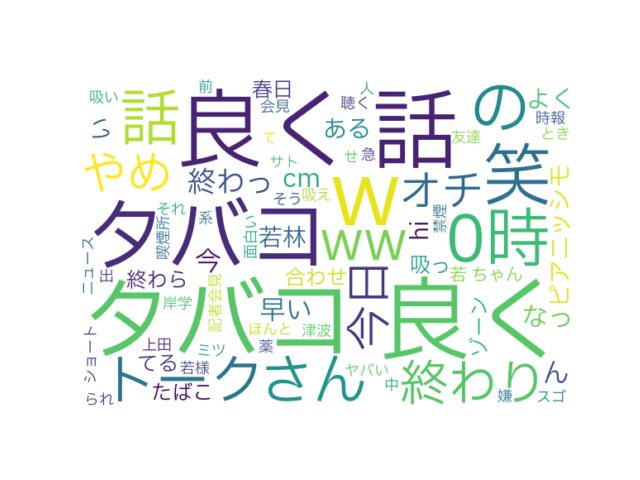 吸い
前
春日
会見
聴く
人
の
よく
話
良く
話
い
ある
友達
時報
とき
やめ
て
サト
せ
急
笑
終わっ
cm
そう
吸え
w
オチ
ピアニッシモ
タバコ
それ
系
喫煙所
面白い
若林
ww
hi
禁煙
0時
ニュース
出
終わら
今
合わせ
吸っ
若
ちゃん
今日
タバコ
良く
岸学
記者会見
早い
ほんと
津波
ゾーン
な
っ
ショート
上田
てる
ミツ
薬
ヤバい
トークさん
若様
中
終わり
ん
られ
たばこ
嫌
スゴ